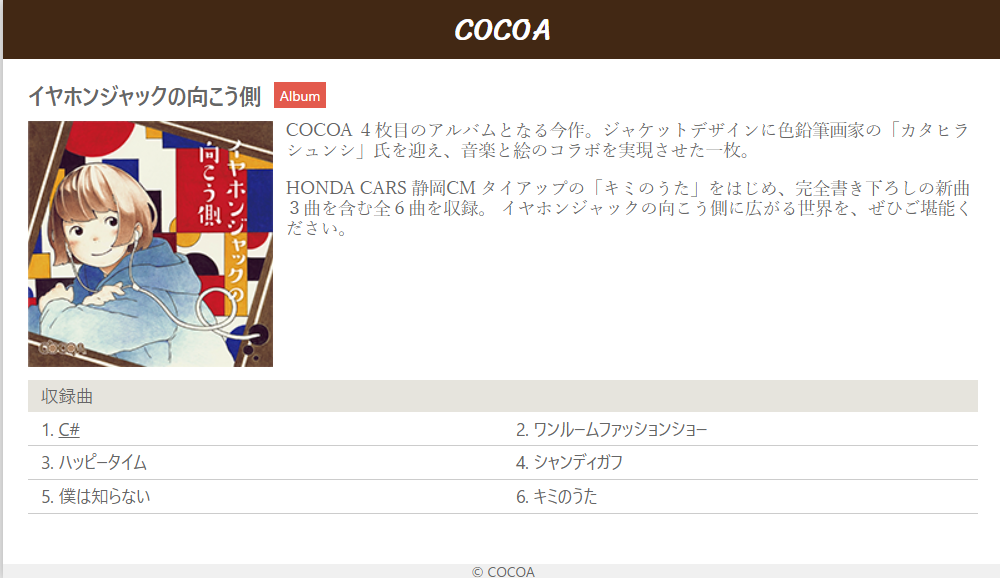 COCOA
イヤホンジャックの向こう側 Album
イヤホンジャックの
向こう側
COCOA
COCOA ４枚目のアルバムとなる今作。ジャケットデザインに色鉛筆画家の「カタヒラ
シュンシ」氏を迎え、音楽と絵のコラボを実現させた一枚。
HONDA CARS 静岡CM タイアップの「キミのうた」をはじめ、完全書き下ろしの新曲
３曲を含む全６曲を収録。 イヤホンジャックの向こう側に広がる世界を、ぜひご堪能く
ださい。
収録曲
1. C#
2. ワンルームファッションショー
3. ハッピータイム
4. シャンディガフ
5. 僕は知らない
6. キミのうた
© COCOA